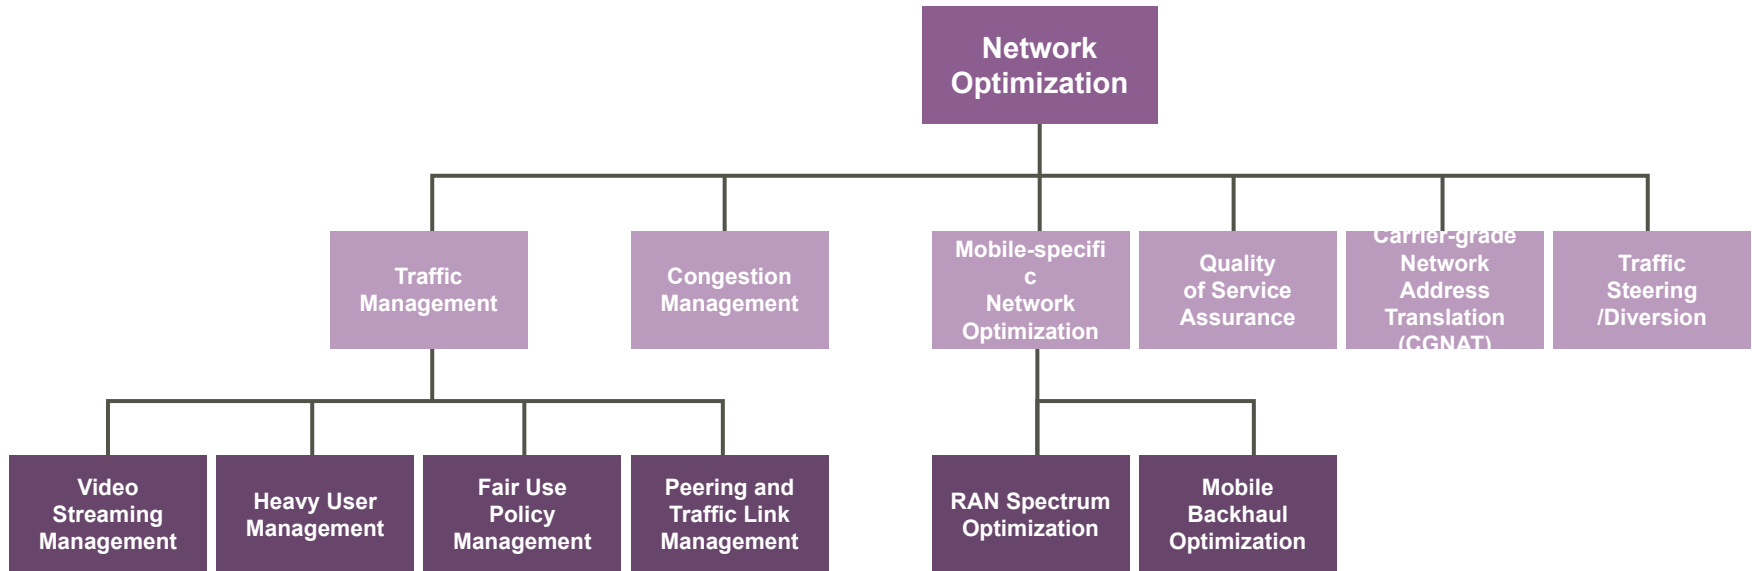 Network
Optimization
Traffic
Management
Congestion
Management
Mobile-specifi
c
Network
Optimization
Quality
of Service
Assurance
Carrier-grade
Network
Address
Translation
(CGNAT)
Traffic
Steering
/Diversion
Video
Streaming
Management
Heavy User
Management
Fair Use
Policy
Management
Peering and
Traffic Link
Management
RAN Spectrum
Optimization
Mobile
Backhaul
Optimization